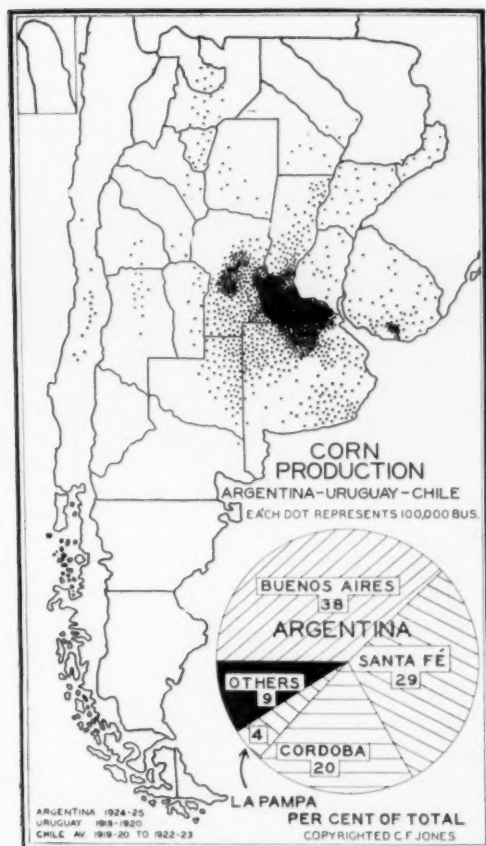 CORN
PRODUCTION
ARGENTINA-URUGUAY-CHILE
EACH DOT REPRESENTS 100,000 BUS.
BUENOS AIRES
38
ARGENTINA
SANTA FÉ
29
OTHERS
9
4
CORDOBA
20
LA PAMPA
PER CENT OF TOTAL
ARGENTINA 1924-25
URUGUAY 1918-1920
CHILE AV. 1919-20 TO 1922-23
COPYRIGHTED C.F. JONES